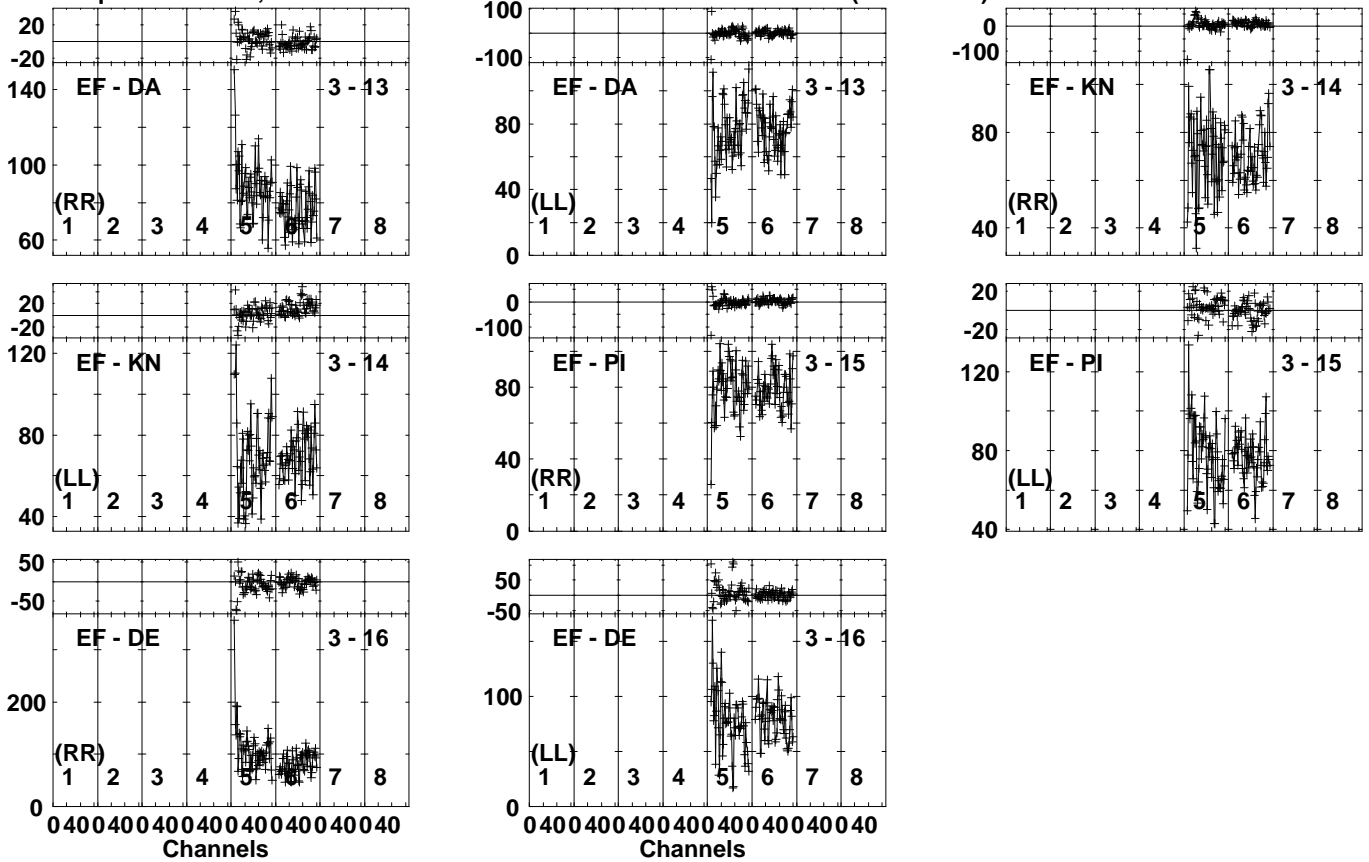 20
-20
EF - DA 3 - 13
140
100
60
(RR)
1 2 3 4 5 6 7 8
100
-100
EF - DA 3 - 13
80
40
0
(LL)
1 2 3 4 5 6 7 8
0
-100
EF - KN 3 - 14
80
40
(RR)
1 2 3 4 5 6 7 8
20
-20
EF - KN 3 - 14
120
80
40
(LL)
1 2 3 4 5 6 7 8
0
-100
EF - PI 3 - 15
80
40
0
(RR)
1 2 3 4 5 6 7 8
20
-20
EF - PI 3 - 15
120
80
40
(LL)
1 2 3 4 5 6 7 8
50
-50
EF - DE 3 - 16
200
0
(RR)
1 2 3 4 5 6 7 8
0 40 0 40 0 40 0 40 0 40 0 40 0 40 0 40
Channels
50
-50
EF - DE 3 - 16
100
0
(LL)
1 2 3 4 5 6 7 8
0 40 0 40 0 40 0 40 0 40 0 40 0 40 0 40
Channels